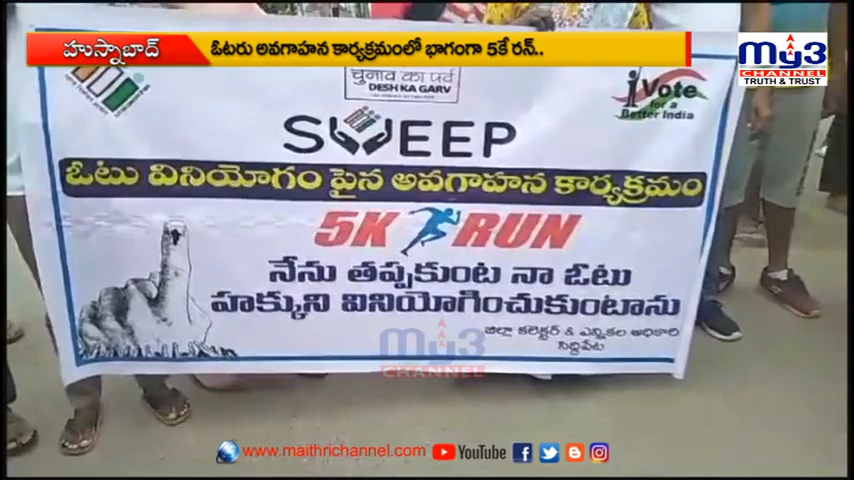 హుస్నాబాద్
ఓటరు అవగాహన కార్యక్రమంలో భాగంగా 5కే రన్..
My3
CHANNEL
TRUTH & TRUST
चुनाव का पर्व
DESH KA GARV
iVote
for a
Better India
SWEEP
ఓటు వినియోగం పైన అవగాహన కార్యక్రమం
5K RUN
నేను తప్పకుంట నా ఓటు
హక్కుని వినియోగించుకుంటాను
జిల్లా కలెక్టర్ & ఎన్నికల అధికారి
సిద్దిపేట
My3
CHANNEL
www.maithrichannel.com
YouTube